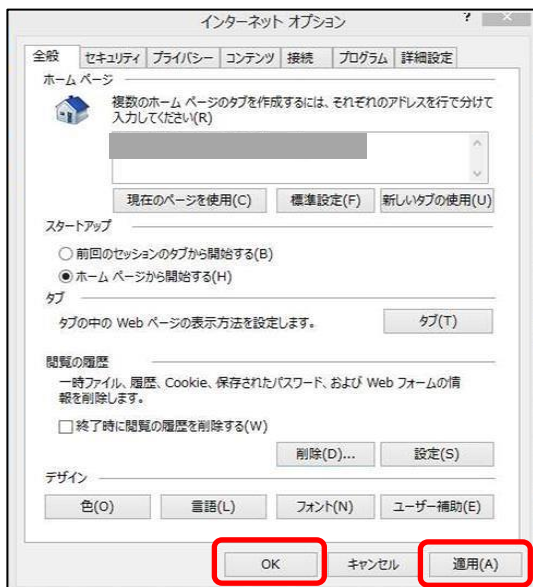 インターネット オプション ?
全般 セキュリティ プライバシー コンテンツ 接続 プログラム 詳細設定
ホーム ページ
複数のホーム ページのタブを作成するには、それぞれのアドレスを行で分けて
入力してください(R)
現在のページを使用(C) 標準設定(F) 新しいタブの使用(U)
スタートアップ
前回のセッションのタブから開始する(B)
ホーム ページから開始する(H)
タブ
タブの中の Web ページの表示方法を設定します。 タブ(T)
閲覧の履歴
一時ファイル、履歴、Cookie、保存されたパスワード、および Web フォームの情
報を削除します。
終了時に閲覧の履歴を削除する(W)
削除(D)... 設定(S)
デザイン
色(O) 言語(L) フォント(N) ユーザー補助(E)
OK キャンセル 適用(A)